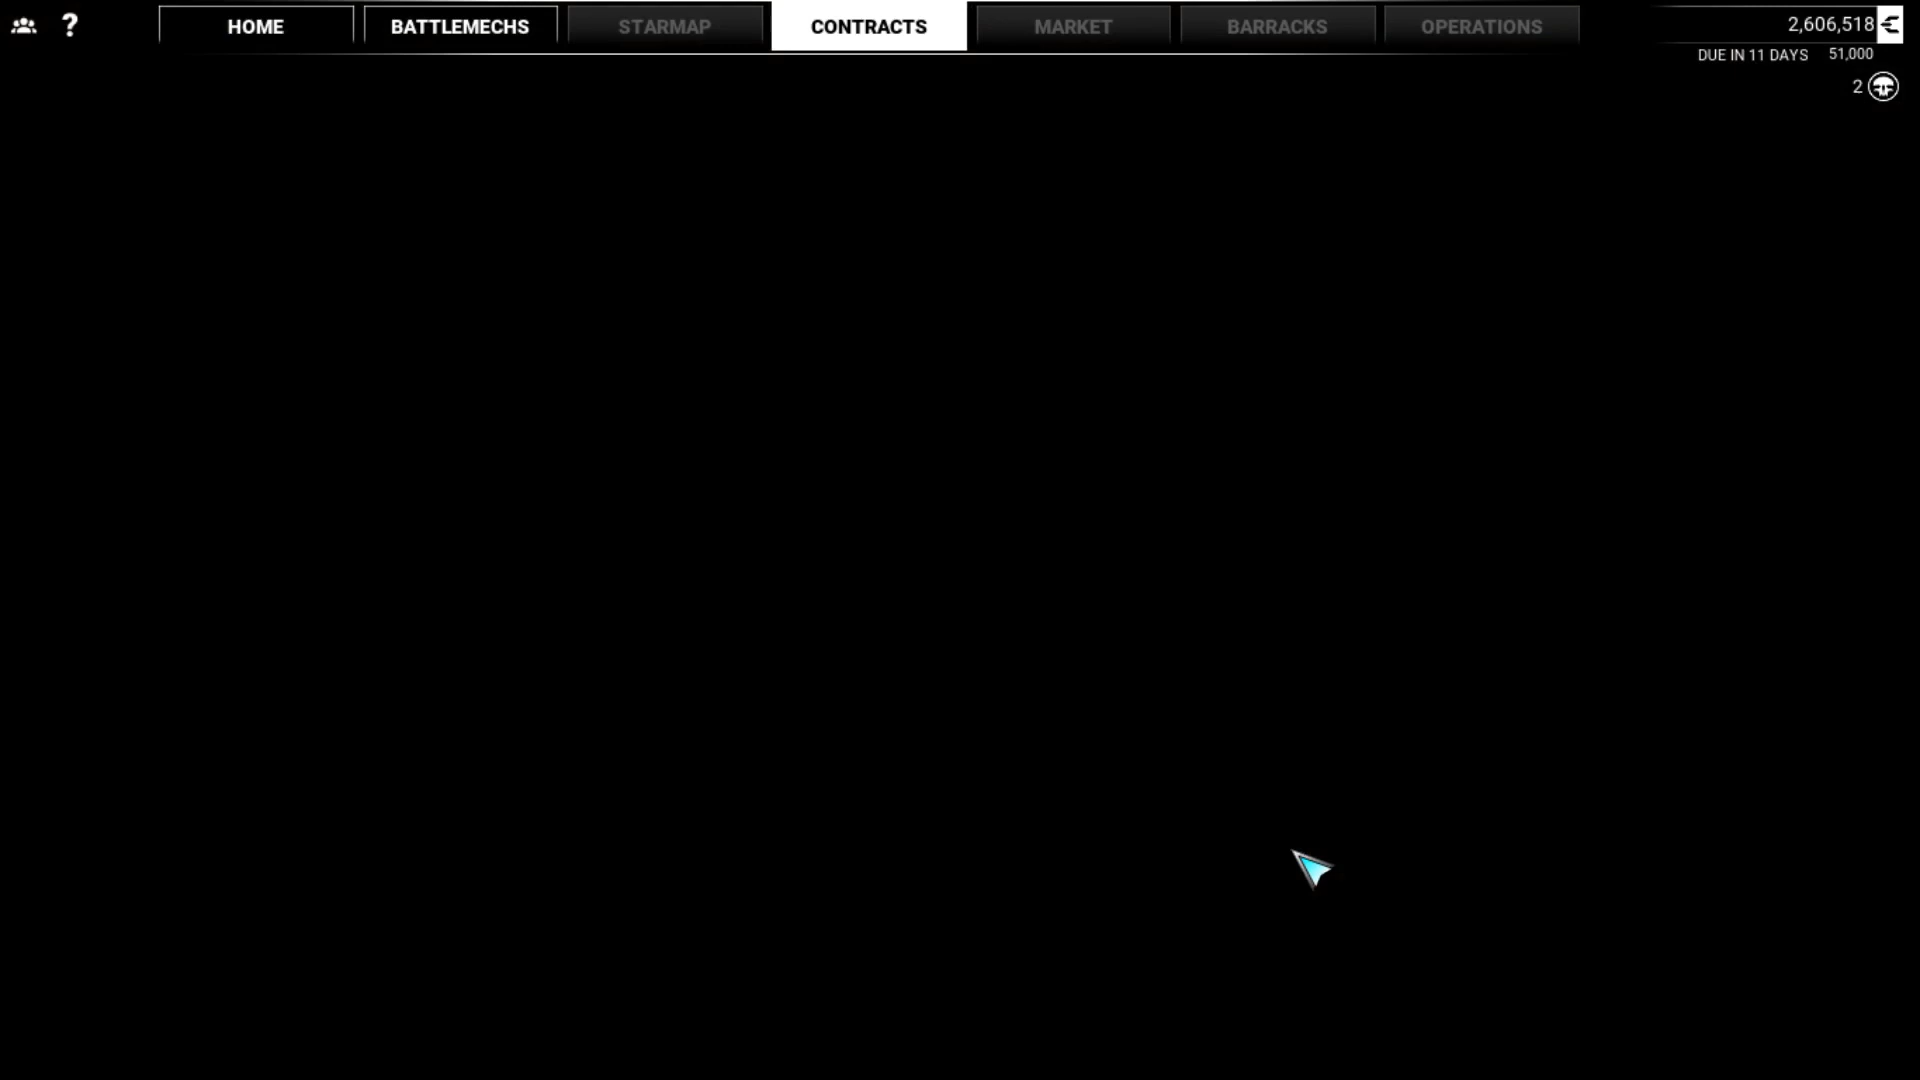 ? HOME BATTLEMECHS STARMAP CONTRACTS MARKET BARRACKS OPERATIONS 2,606,518
DUE IN 11 DAYS 51,000
2